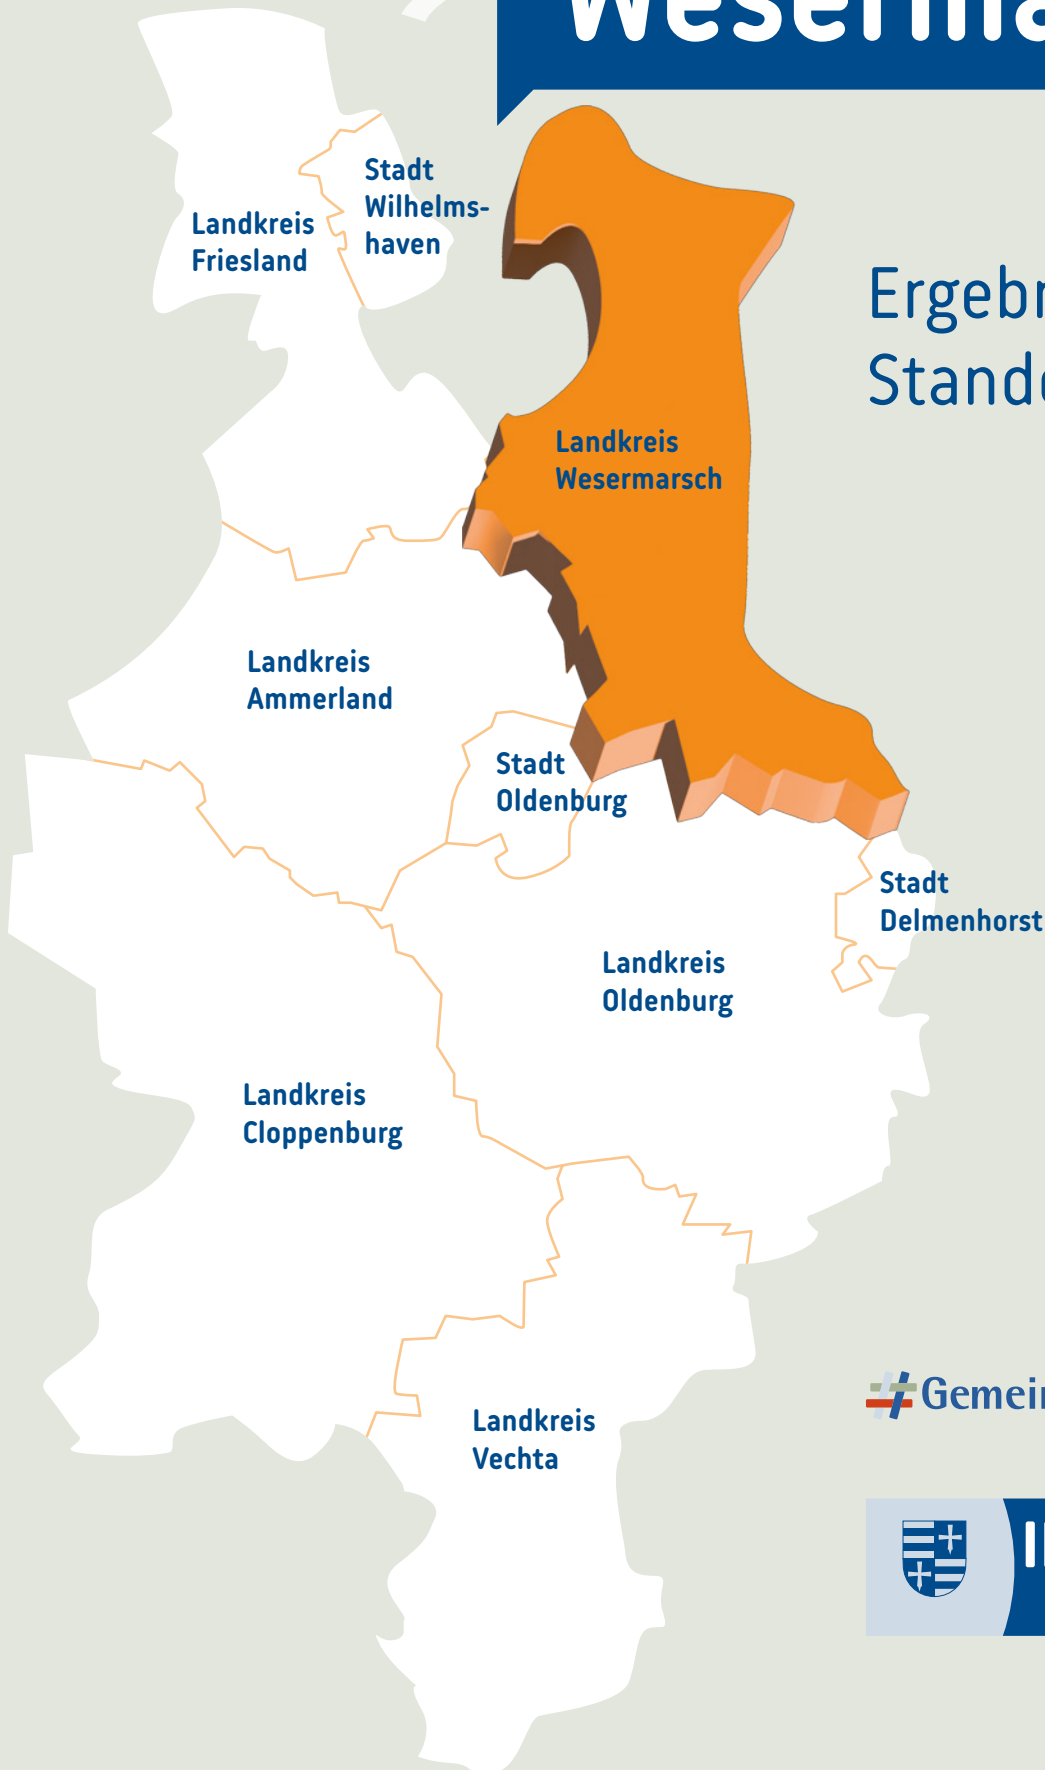 Stadt
Wilhelms-
haven
Landkreis
Friesland
Landkreis
Wesermarsch
Landkreis
Ammerland
Stadt
Oldenburg
Stadt
Delmenhorst
Landkreis
Oldenburg
Landkreis
Cloppenburg
Landkreis
Vechta